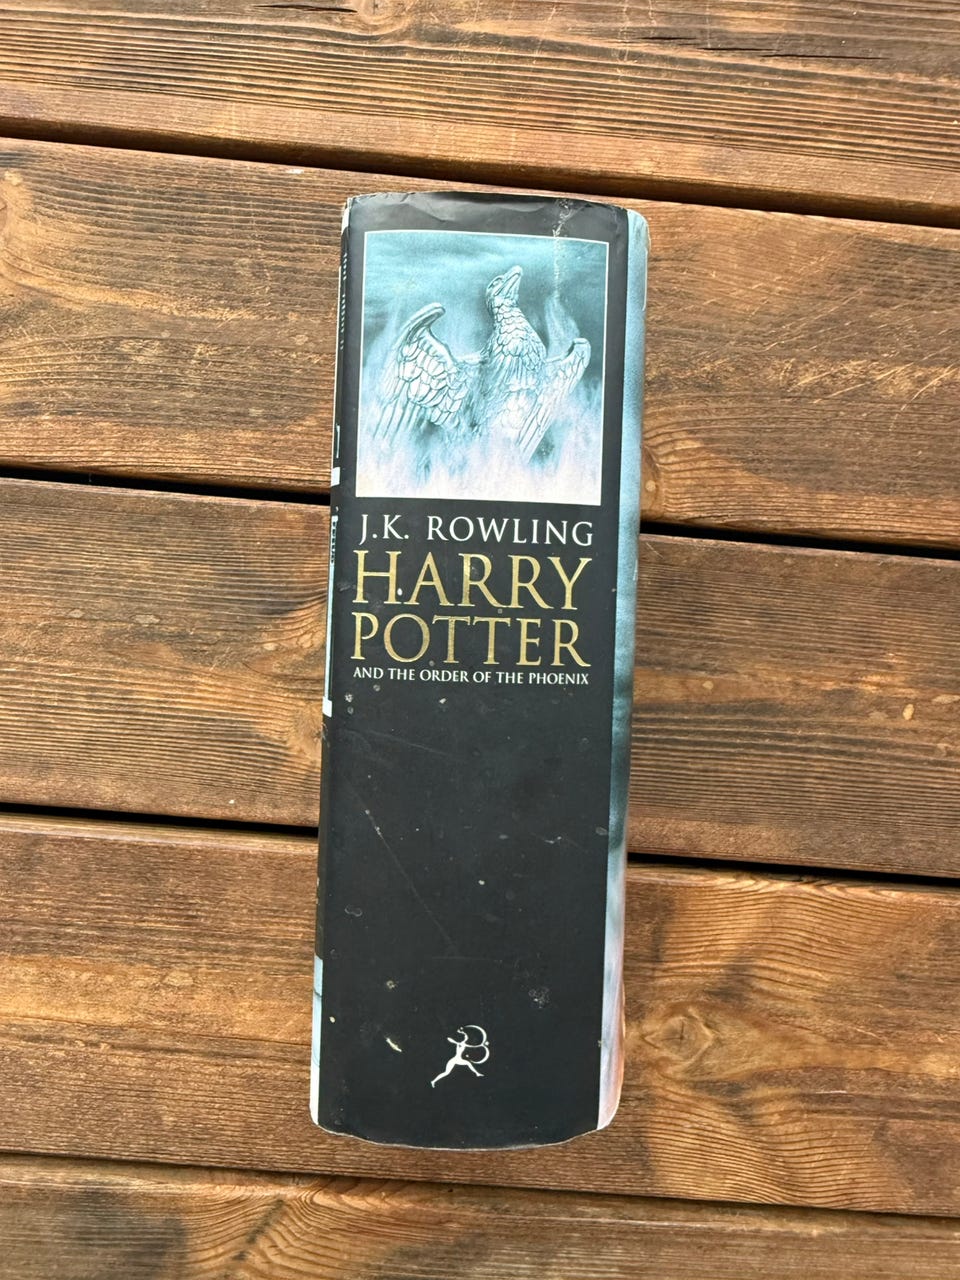 J.K. ROWLING
HARRY
POTTER
AND THE ORDER OF THE PHOENIX